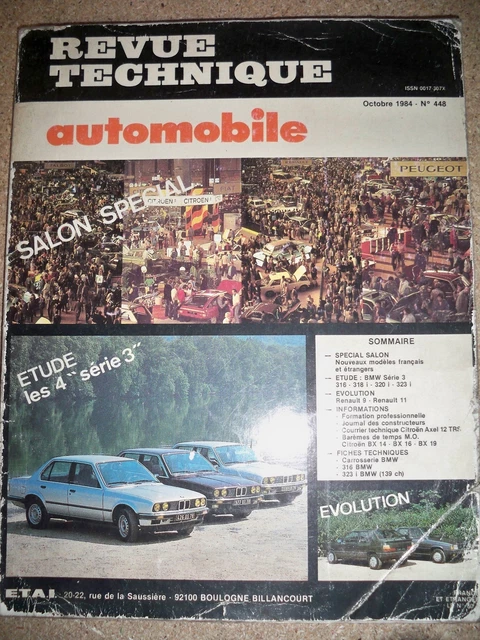 REVUE
TECHNIQUE
ISSN 0017-307X
Octobre 1984 - N° 448
automobile
PEUGEOT
CITROËN CITROËN
SALON SPECIAL
ETUDE
les 4 "série 3"
SOMMAIRE
— SPECIAL SALON
Nouveaux modèles français
et étrangers
— ETUDE : BMW Série 3
316 - 318 i - 320 i - 323 i
— EVOLUTION
Renault 9 - Renault 11
— INFORMATIONS
- Formation professionnelle
- Journal des constructeurs
- Courrier technique Citroën Axel 12 TRS
- Barèmes de temps M.O.
Citroën BX 14 - BX 16 - BX 19
— FICHES TECHNIQUES
- Carrosserie BMW
- 316 BMW
- 323 i BMW (139 ch)
EVOLUTION
E.T.A.I. 20-22, rue de la Saussière - 92100 BOULOGNE BILLANCOURT
FRANCE